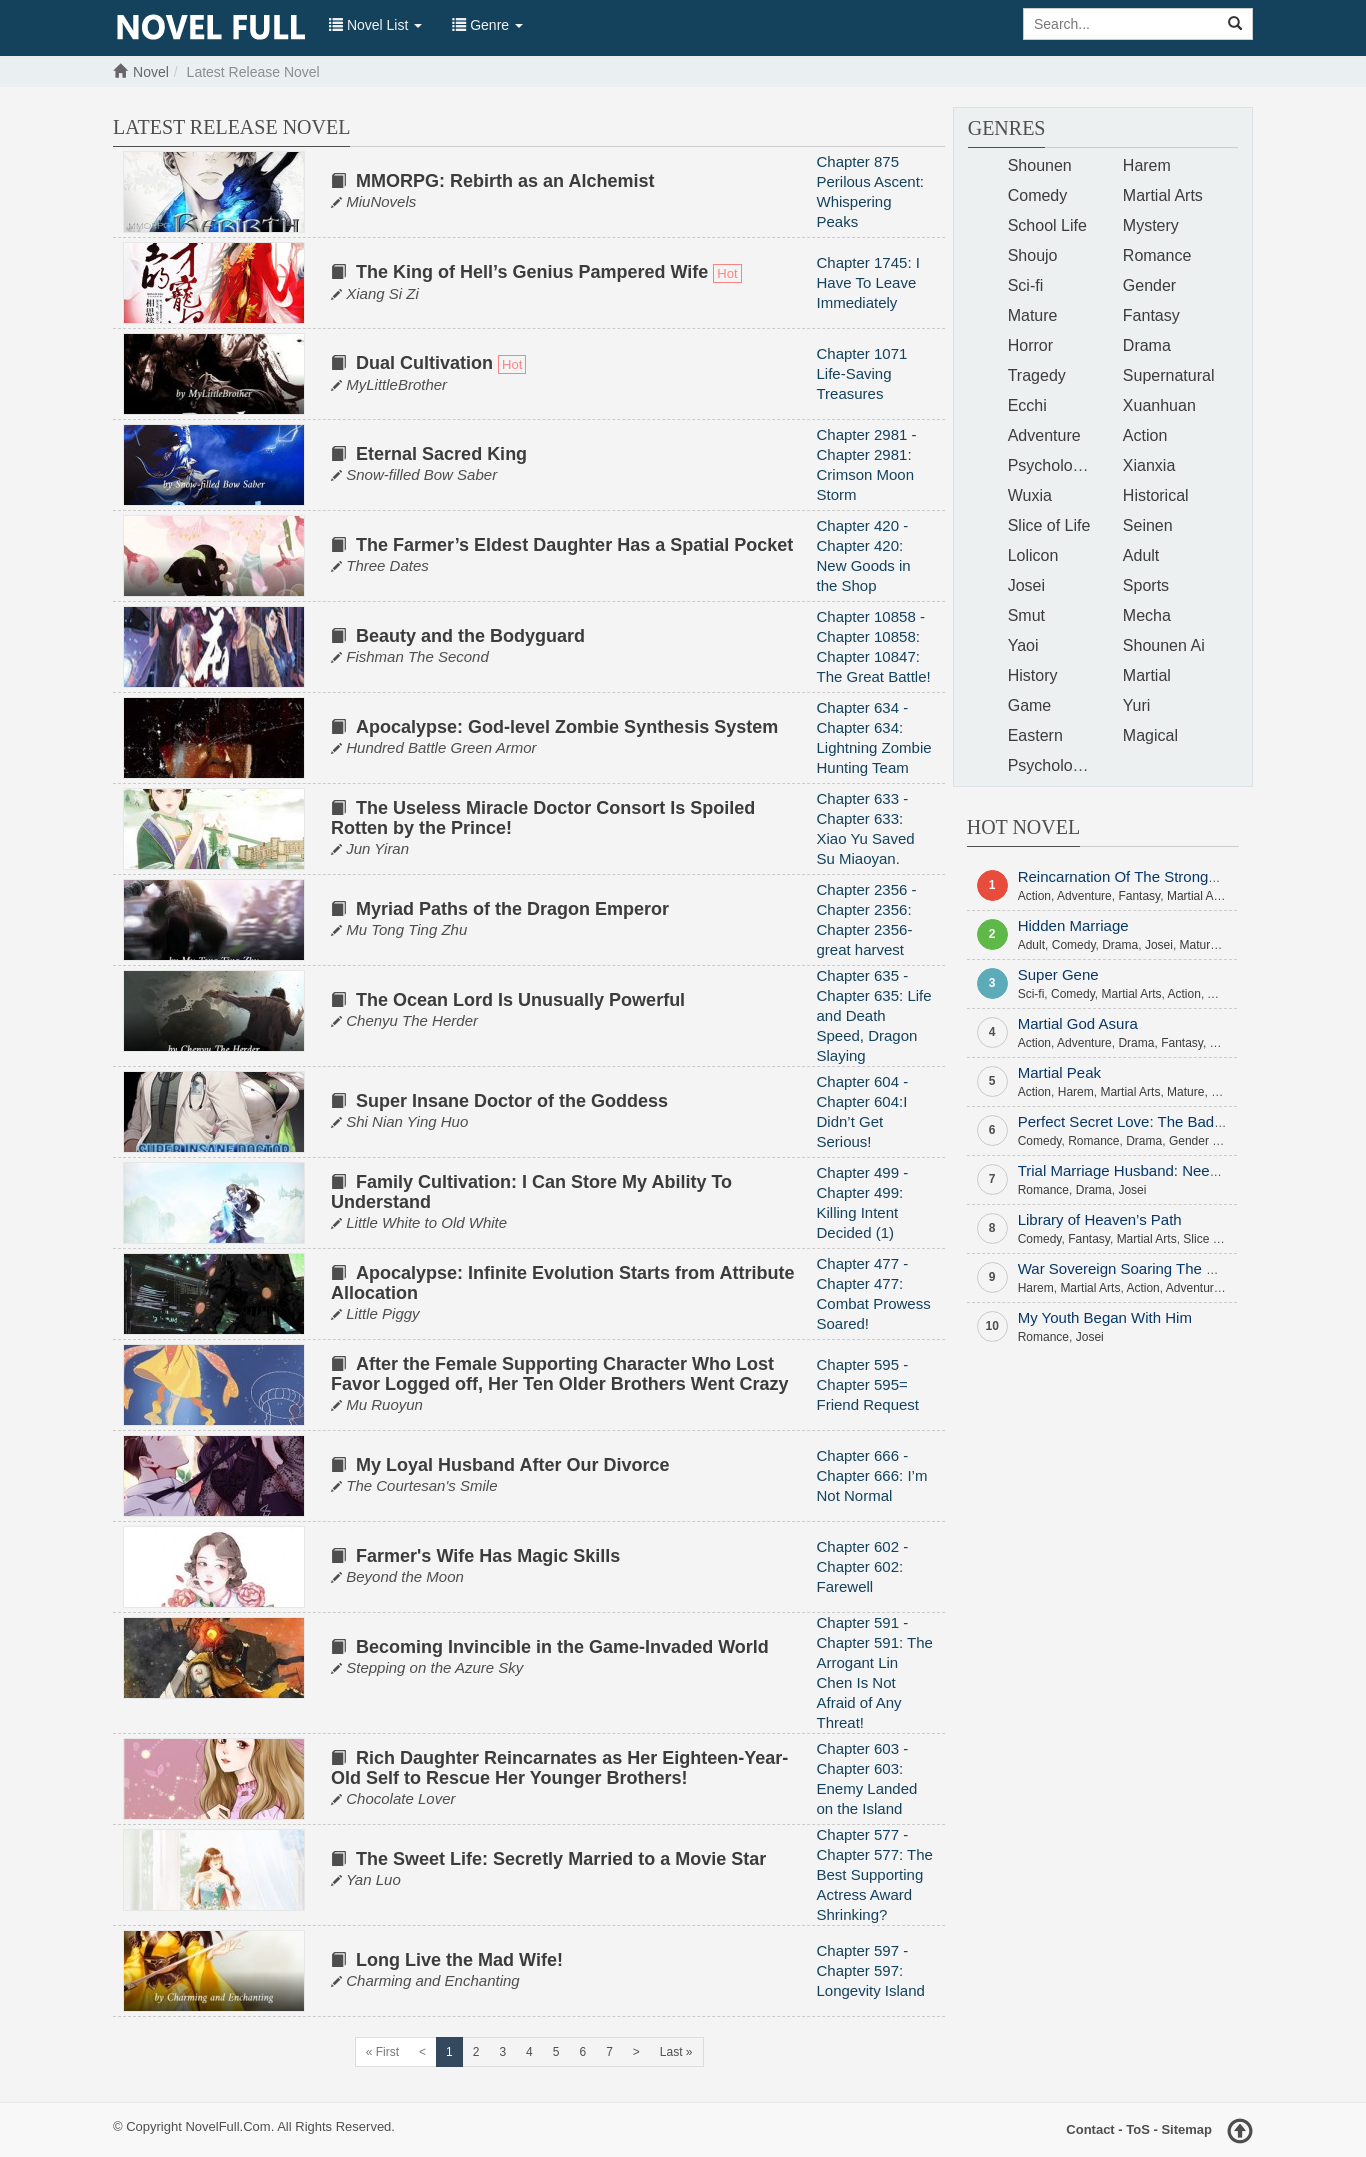 NOVEL FULL
Novel List
Genre
Search...
Novel / Latest Release Novel
LATEST RELEASE NOVEL
MMORPG: Rebirth as an Alchemist
MiuNovels
Chapter 875
Perilous Ascent:
Whispering
Peaks
The King of Hell’s Genius Pampered Wife Hot
Xiang Si Zi
Chapter 1745: I
Have To Leave
Immediately
by MyLittleBrother
Dual Cultivation Hot
MyLittleBrother
Chapter 1071
Life-Saving
Treasures
by Snow-filled Bow Saber
Eternal Sacred King
Snow-filled Bow Saber
Chapter 2981 -
Chapter 2981:
Crimson Moon
Storm
The Farmer’s Eldest Daughter Has a Spatial Pocket
Three Dates
Chapter 420 -
Chapter 420:
New Goods in
the Shop
Beauty and the Bodyguard
Fishman The Second
Chapter 10858 -
Chapter 10858:
Chapter 10847:
The Great Battle!
Apocalypse: God-level Zombie Synthesis System
Hundred Battle Green Armor
Chapter 634 -
Chapter 634:
Lightning Zombie
Hunting Team
The Useless Miracle Doctor Consort Is Spoiled
Rotten by the Prince!
Jun Yiran
Chapter 633 -
Chapter 633:
Xiao Yu Saved
Su Miaoyan.
by Mu Tong Ting Zhu
Myriad Paths of the Dragon Emperor
Mu Tong Ting Zhu
Chapter 2356 -
Chapter 2356:
Chapter 2356-
great harvest
by Chenyu The Herder
The Ocean Lord Is Unusually Powerful
Chenyu The Herder
Chapter 635 -
Chapter 635: Life
and Death
Speed, Dragon
Slaying
SUPER INSANE DOCTOR
Super Insane Doctor of the Goddess
Shi Nian Ying Huo
Chapter 604 -
Chapter 604:I
Didn’t Get
Serious!
Family Cultivation: I Can Store My Ability To
Understand
Little White to Old White
Chapter 499 -
Chapter 499:
Killing Intent
Decided (1)
Apocalypse: Infinite Evolution Starts from Attribute
Allocation
Little Piggy
Chapter 477 -
Chapter 477:
Combat Prowess
Soared!
After the Female Supporting Character Who Lost
Favor Logged off, Her Ten Older Brothers Went Crazy
Mu Ruoyun
Chapter 595 -
Chapter 595=
Friend Request
My Loyal Husband After Our Divorce
The Courtesan's Smile
Chapter 666 -
Chapter 666: I’m
Not Normal
Farmer's Wife Has Magic Skills
Beyond the Moon
Chapter 602 -
Chapter 602:
Farewell
Becoming Invincible in the Game-Invaded World
Stepping on the Azure Sky
Chapter 591 -
Chapter 591: The
Arrogant Lin
Chen Is Not
Afraid of Any
Threat!
Rich Daughter Reincarnates as Her Eighteen-Year-
Old Self to Rescue Her Younger Brothers!
Chocolate Lover
Chapter 603 -
Chapter 603:
Enemy Landed
on the Island
The Sweet Life: Secretly Married to a Movie Star
Yan Luo
Chapter 577 -
Chapter 577: The
Best Supporting
Actress Award
Shrinking?
by Charming and Enchanting
Long Live the Mad Wife!
Charming and Enchanting
Chapter 597 -
Chapter 597:
Longevity Island
« First < 1 2 3 4 5 6 7 > Last »
GENRES
Shounen Harem
Comedy Martial Arts
School Life Mystery
Shoujo Romance
Sci-fi Gender
Mature Fantasy
Horror Drama
Tragedy Supernatural
Ecchi Xuanhuan
Adventure Action
Psycholo… Xianxia
Wuxia Historical
Slice of Life Seinen
Lolicon Adult
Josei Sports
Smut Mecha
Yaoi Shounen Ai
History Martial
Game Yuri
Eastern Magical
Psycholo…
HOT NOVEL
1 Reincarnation Of The Strong…
Action, Adventure, Fantasy, Martial A…
2 Hidden Marriage
Adult, Comedy, Drama, Josei, Matur…
3 Super Gene
Sci-fi, Comedy, Martial Arts, Action, …
4 Martial God Asura
Action, Adventure, Drama, Fantasy, …
5 Martial Peak
Action, Harem, Martial Arts, Mature, …
6 Perfect Secret Love: The Bad…
Comedy, Romance, Drama, Gender …
7 Trial Marriage Husband: Nee…
Romance, Drama, Josei
8 Library of Heaven’s Path
Comedy, Fantasy, Martial Arts, Slice …
9 War Sovereign Soaring The …
Harem, Martial Arts, Action, Adventur…
10 My Youth Began With Him
Romance, Josei
© Copyright NovelFull.Com. All Rights Reserved.
Contact - ToS - Sitemap